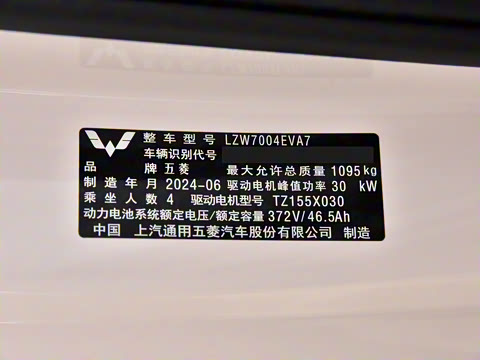 整车型号 LZW7004EVA7
车辆识别代号
品牌 五菱 最大允许总质量 1095kg
制造年月 2024-06 驱动电机峰值功率 30 kW
乘坐人数 4 驱动电机型号 TZ155X030
动力电池系统额定电压/额定容量 372V/46.5Ah
中国 上汽通用五菱汽车股份有限公司 制造